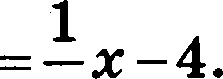 = 1/ x - 4.